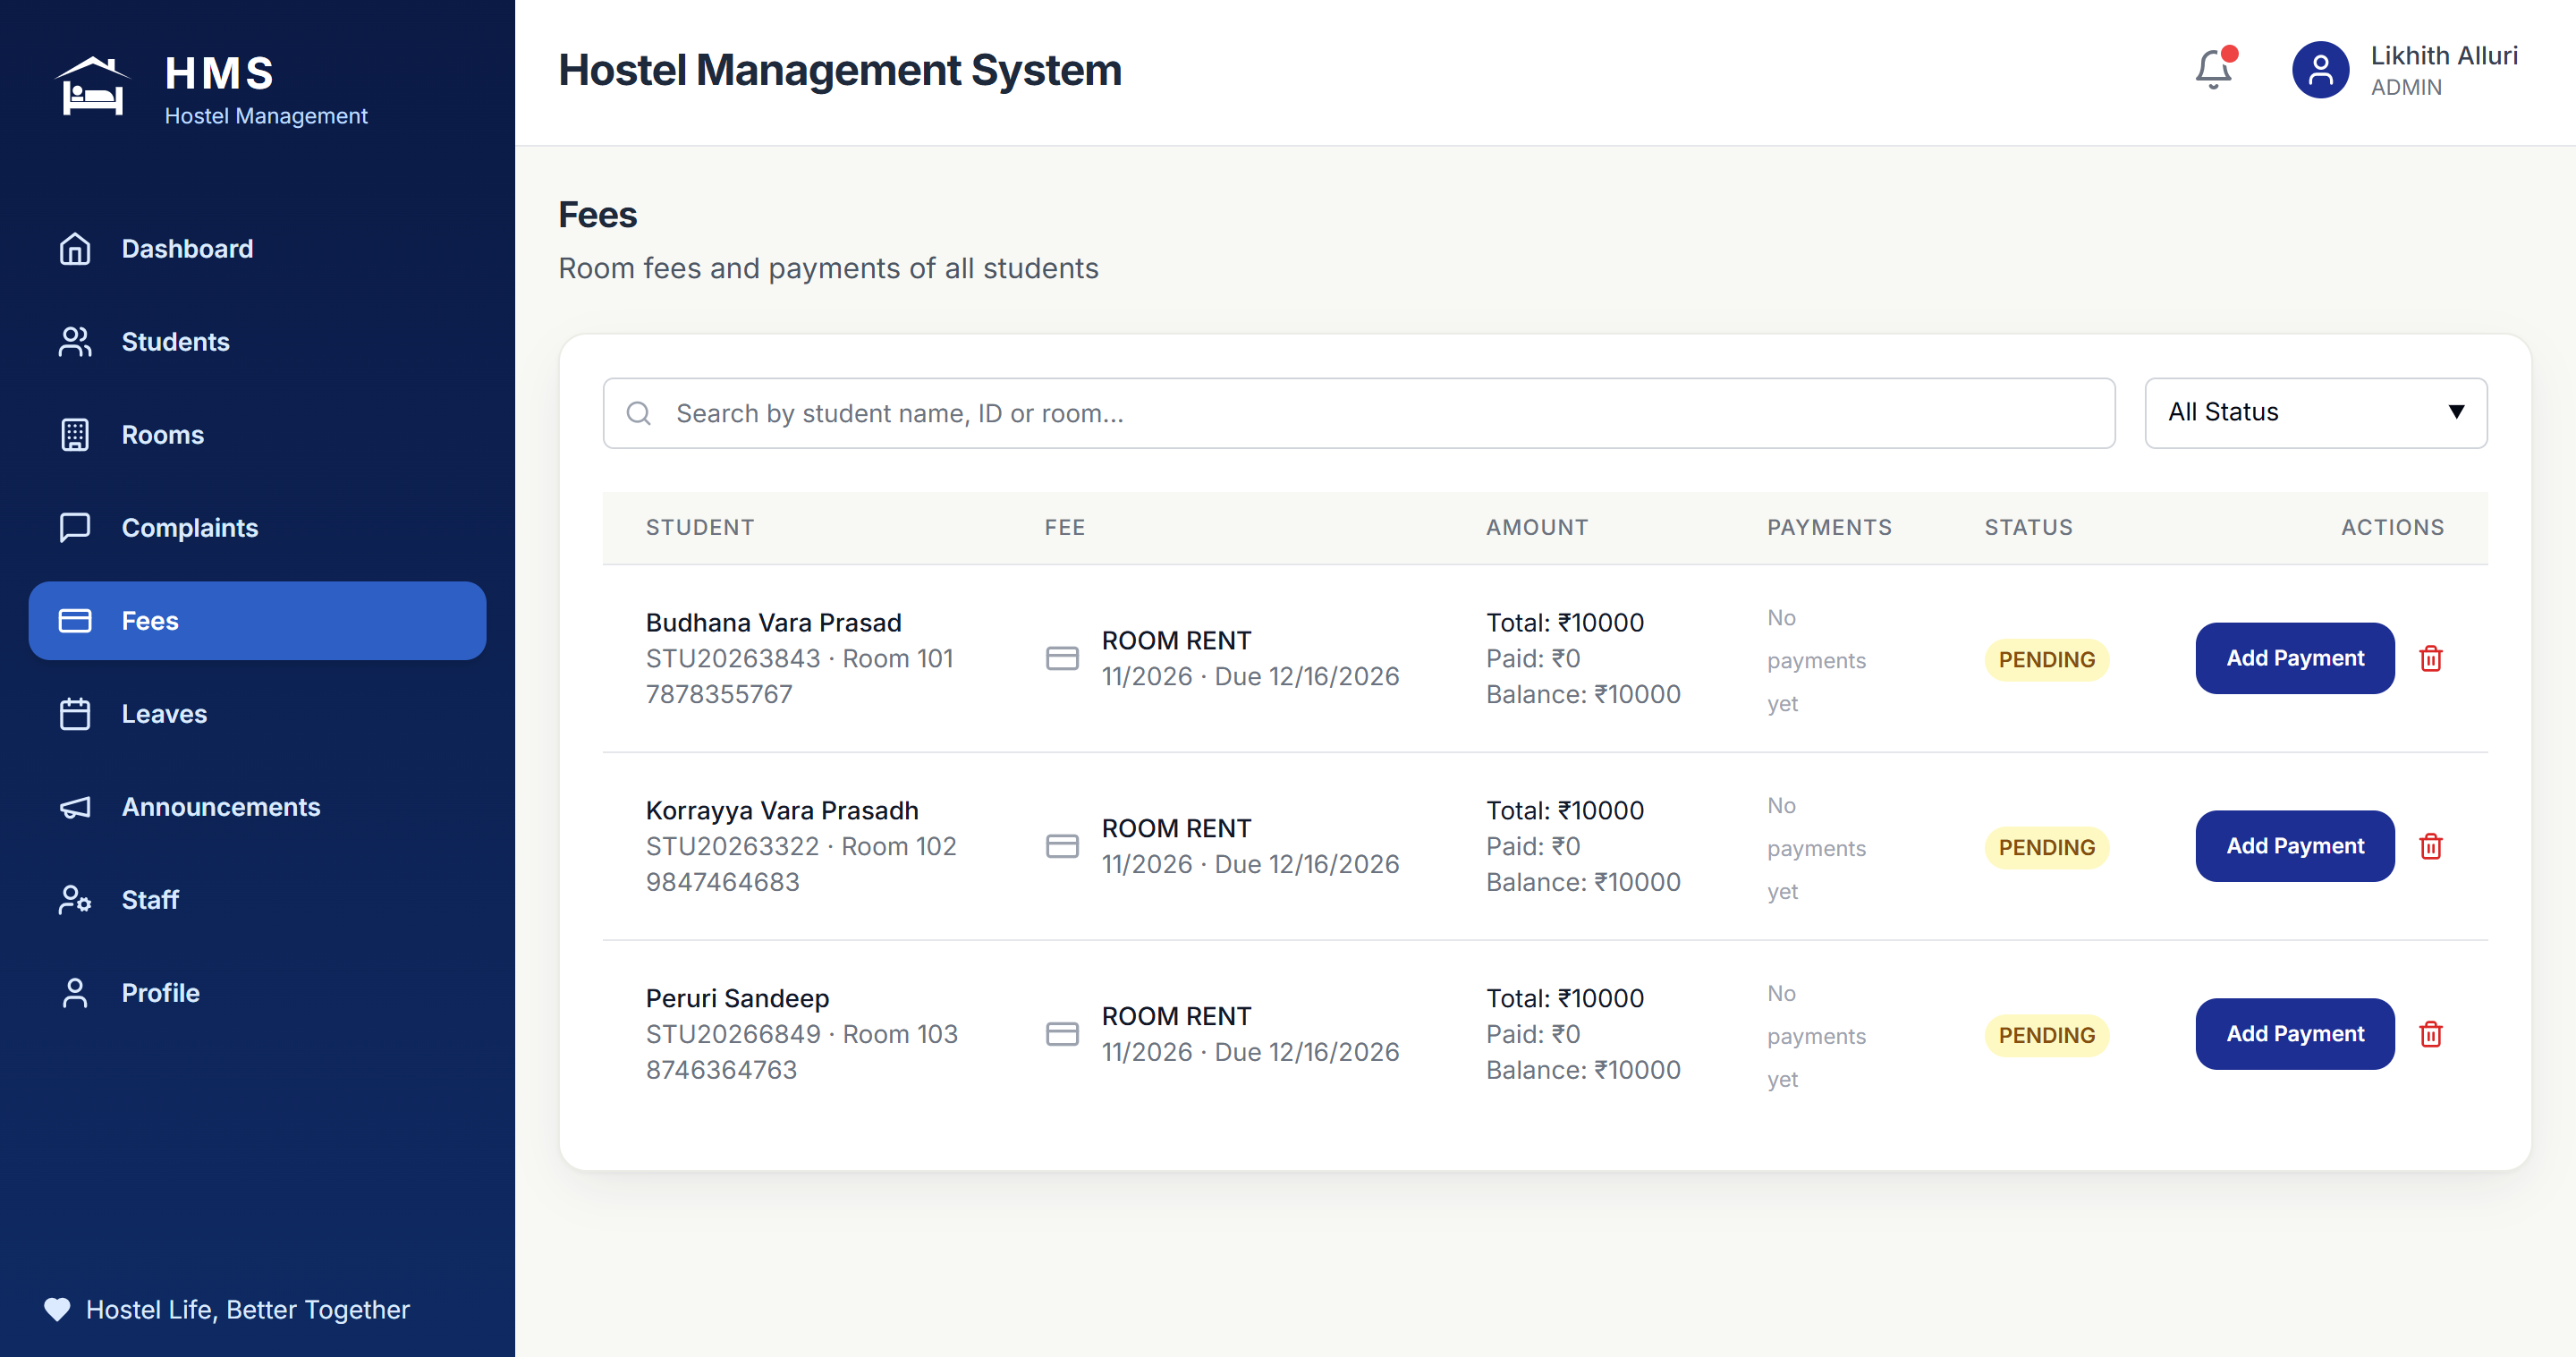 HMS
Hostel Management
Dashboard
Students
Rooms
Complaints
Fees
Leaves
Announcements
Staff
Profile
Hostel Life, Better Together
Hostel Management System
Likhith Alluri
ADMIN
Fees
Room fees and payments of all students
Search by student name, ID or room...
All Status
STUDENT FEE AMOUNT PAYMENTS STATUS ACTIONS
Budhana Vara Prasad
STU20263843 · Room 101
7878355767
ROOM RENT
11/2026 · Due 12/16/2026
Total: ₹10000
Paid: ₹0
Balance: ₹10000
No
payments
yet
PENDING
Add Payment
Korrayya Vara Prasadh
STU20263322 · Room 102
9847464683
ROOM RENT
11/2026 · Due 12/16/2026
Total: ₹10000
Paid: ₹0
Balance: ₹10000
No
payments
yet
PENDING
Add Payment
Peruri Sandeep
STU20266849 · Room 103
8746364763
ROOM RENT
11/2026 · Due 12/16/2026
Total: ₹10000
Paid: ₹0
Balance: ₹10000
No
payments
yet
PENDING
Add Payment